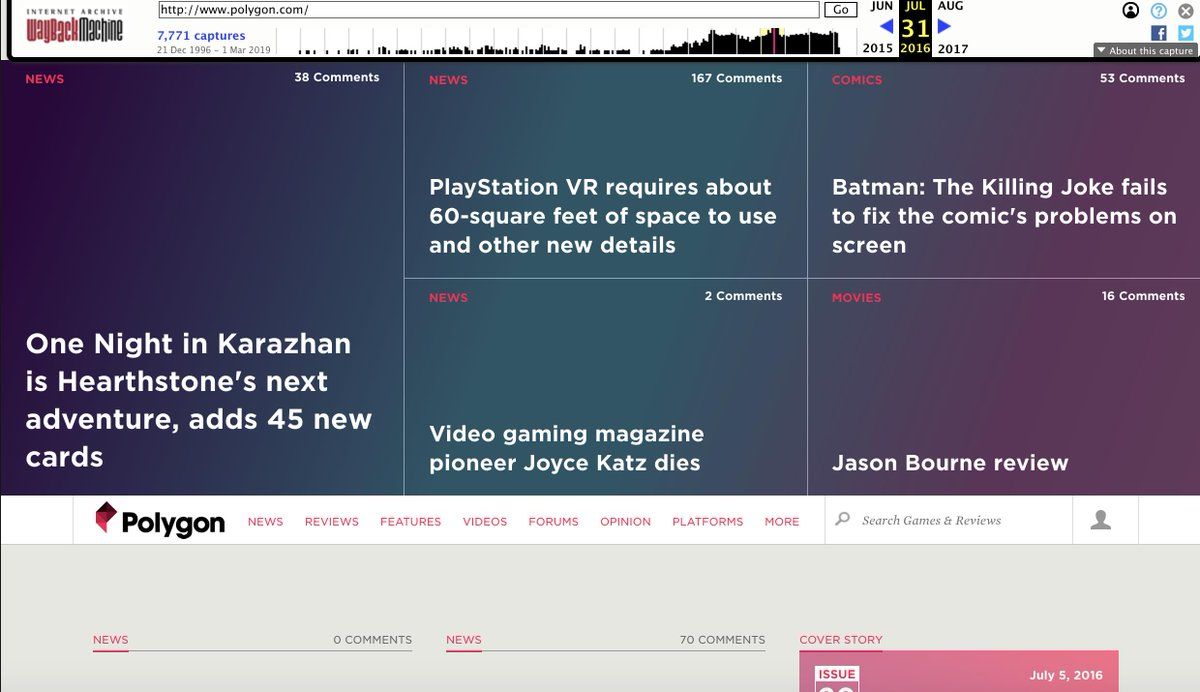 INTERNET ARCHIVE
WayBackMachine
http://www.polygon.com/
Go
JUN
JUL
AUG
7,771 captures
31
21 Dec 1996 – 1 Mar 2019
2015
2016
2017
▼ About this capture
NEWS
38 Comments
One Night in Karazhan
is Hearthstone's next
adventure, adds 45 new
cards
NEWS
167 Comments
PlayStation VR requires about
60-square feet of space to use
and other new details
COMICS
53 Comments
Batman: The Killing Joke fails
to fix the comic's problems on
screen
NEWS
2 Comments
Video gaming magazine
pioneer Joyce Katz dies
MOVIES
16 Comments
Jason Bourne review
Polygon
NEWS
REVIEWS
FEATURES
VIDEOS
FORUMS
OPINION
PLATFORMS
MORE
Search Games & Reviews
NEWS
0 COMMENTS
NEWS
70 COMMENTS
COVER STORY
ISSUE
July 5, 2016